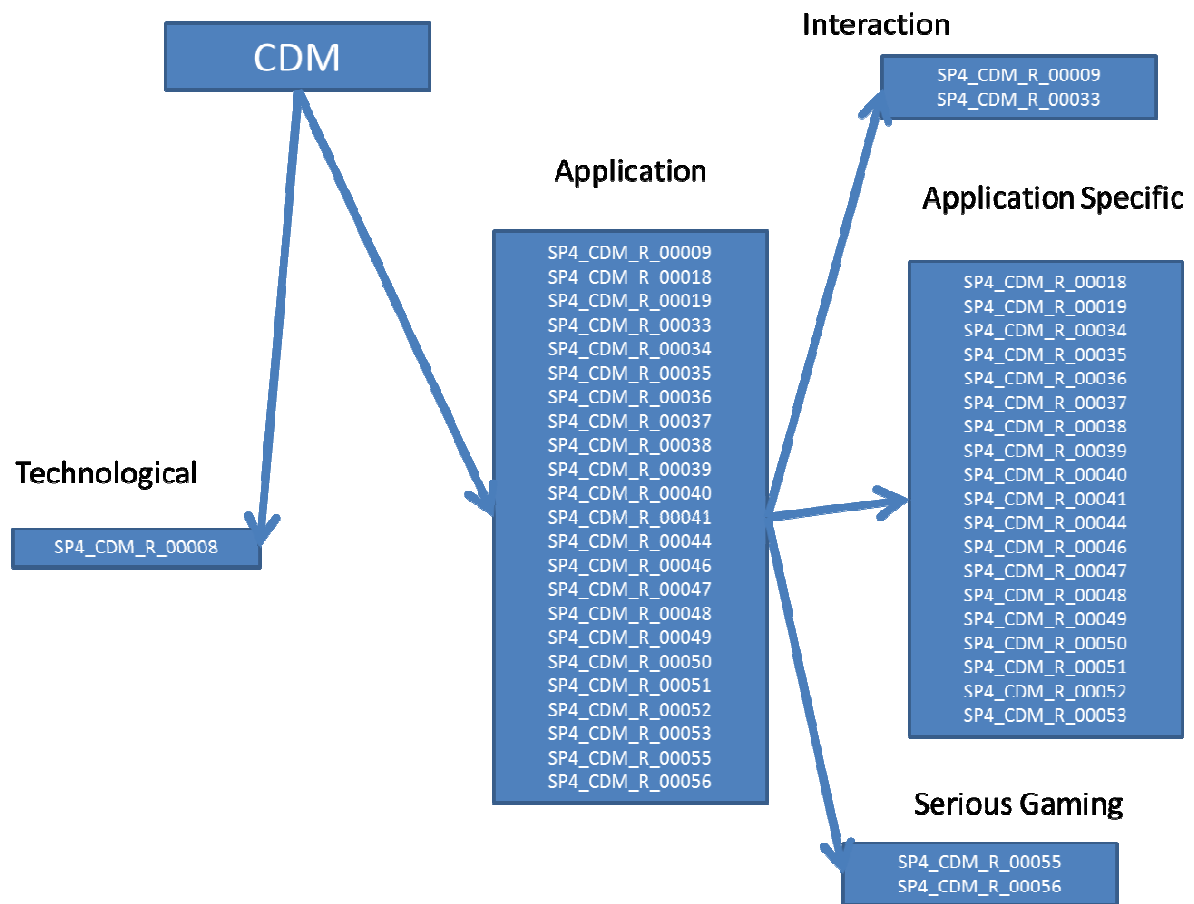 CDM
Technological
SP4_CDM_R_00008
Application
SP4_CDM_R_00009
SP4_CDM_R_00018
SP4_CDM_R_00019
SP4_CDM_R_00033
SP4_CDM_R_00034
SP4_CDM_R_00035
SP4_CDM_R_00036
SP4_CDM_R_00037
SP4_CDM_R_00038
SP4_CDM_R_00039
SP4_CDM_R_00040
SP4_CDM_R_00041
SP4_CDM_R_00044
SP4_CDM_R_00046
SP4_CDM_R_00047
SP4_CDM_R_00048
SP4_CDM_R_00049
SP4_CDM_R_00050
SP4_CDM_R_00051
SP4_CDM_R_00052
SP4_CDM_R_00053
SP4_CDM_R_00055
SP4_CDM_R_00056
Interaction
SP4_CDM_R_00009
SP4_CDM_R_00033
Application Specific
SP4_CDM_R_00018
SP4_CDM_R_00019
SP4_CDM_R_00034
SP4_CDM_R_00035
SP4_CDM_R_00036
SP4_CDM_R_00037
SP4_CDM_R_00038
SP4_CDM_R_00039
SP4_CDM_R_00040
SP4_CDM_R_00041
SP4_CDM_R_00044
SP4_CDM_R_00046
SP4_CDM_R_00047
SP4_CDM_R_00048
SP4_CDM_R_00049
SP4_CDM_R_00050
SP4_CDM_R_00051
SP4_CDM_R_00052
SP4_CDM_R_00053
Serious Gaming
SP4_CDM_R_00055
SP4_CDM_R_00056